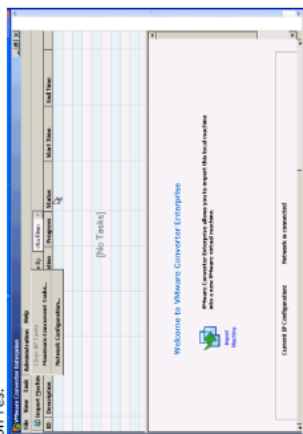 on Yes.
VMware Converter Enterprise
File View Task Administration Help
Import Machine
Clear All Tasks
Maximum Concurrent Tasks...
Network Configuration...
ID Description Progress Status Start Time End Time
[No Tasks]
Welcome to VMware Converter Enterprise
Import
Machine
VMware Converter Enterprise allows you to import this local machine
into a new VMware virtual machine.
Current IP Configuration: Network is connected